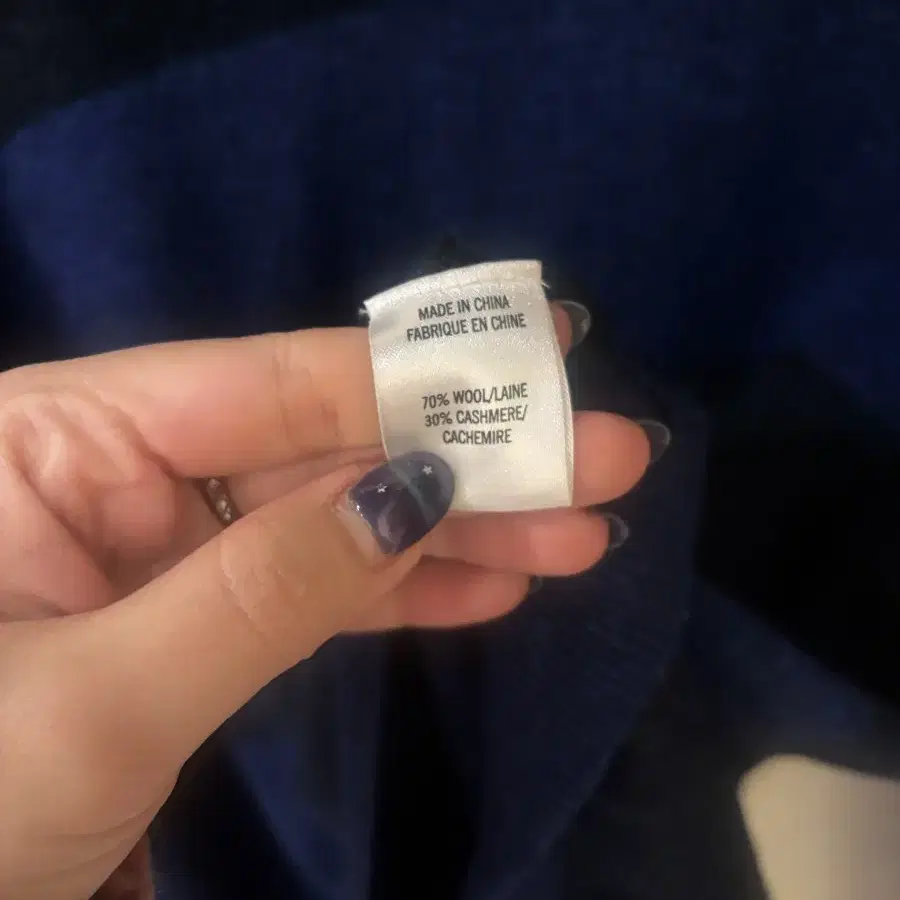 MADE IN CHINA
FABRIQUE EN CHINE
70% WOOL/LAINE
30% CASHMERE/
CACHEMIRE